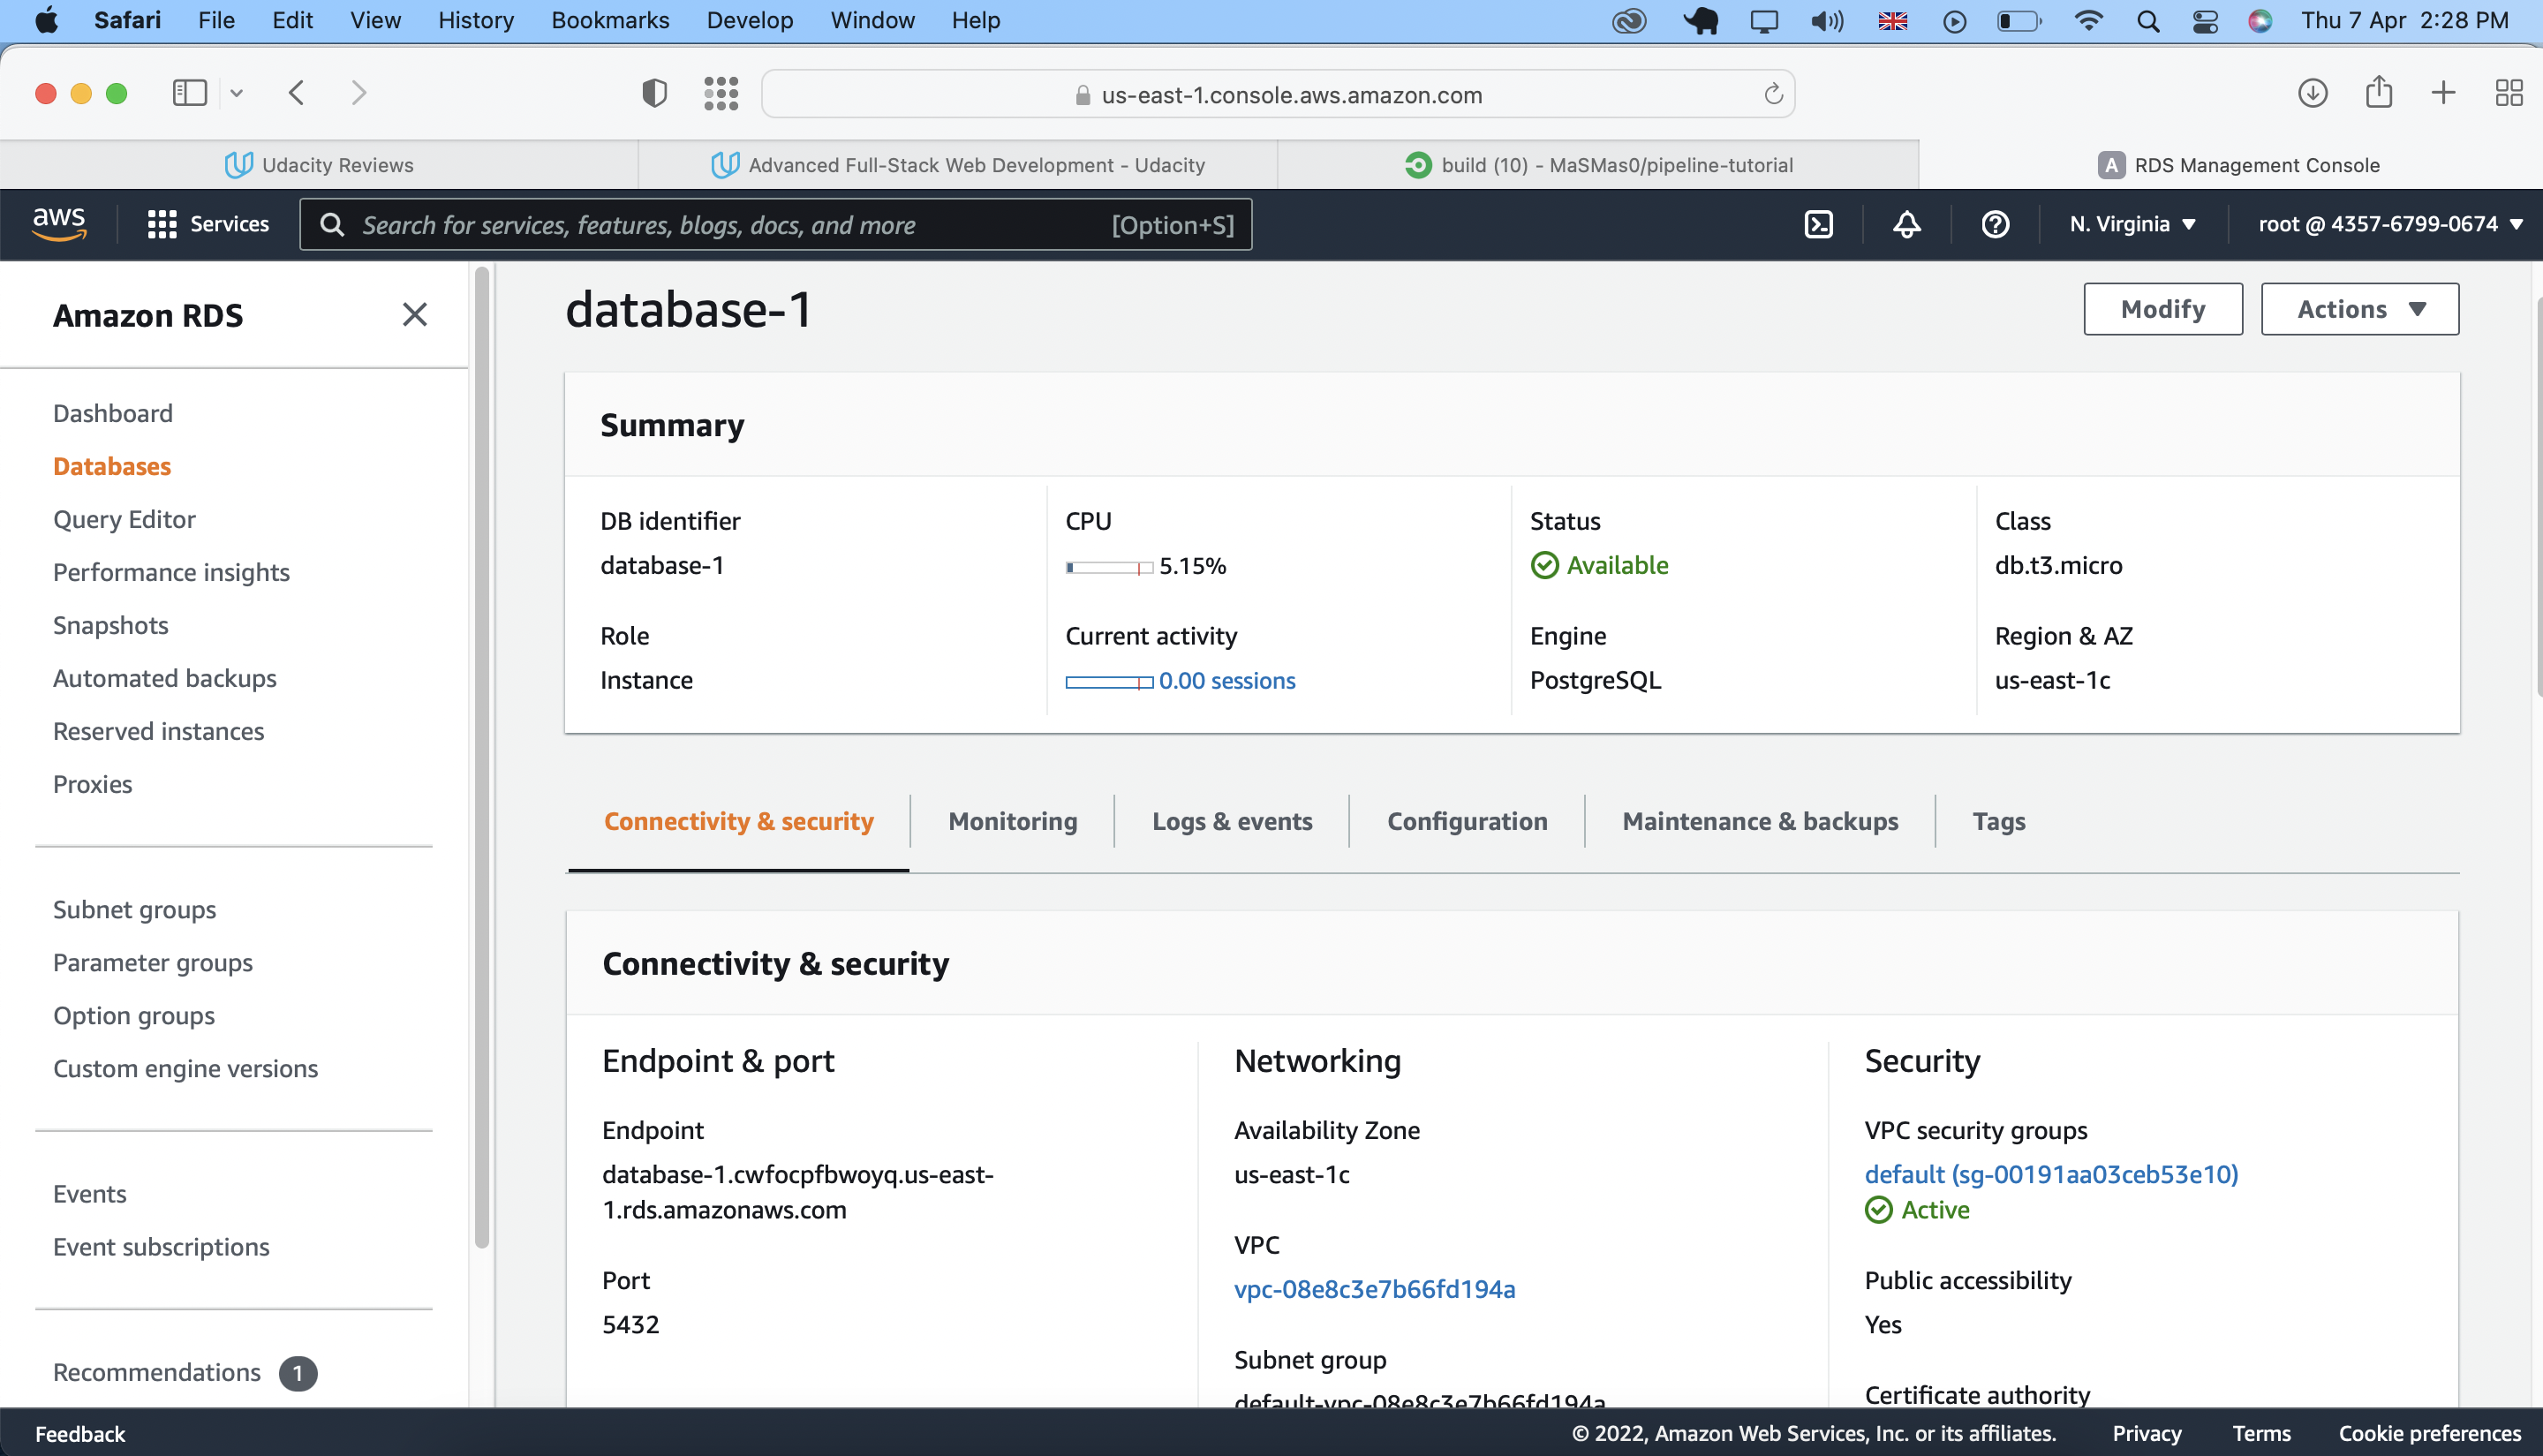 Safari File Edit View History Bookmarks Develop Window Help Thu 7 Apr 2:28 PM
us-east-1.console.aws.amazon.com
Udacity Reviews
Advanced Full-Stack Web Development - Udacity
build (10) - MaSMas0/pipeline-tutorial
A RDS Management Console
aws Services Search for services, features, blogs, docs, and more [Option+S] N. Virginia ▼ root @ 4357-6799-0674 ▼
Amazon RDS
Dashboard
Databases
Query Editor
Performance insights
Snapshots
Automated backups
Reserved instances
Proxies
Subnet groups
Parameter groups
Option groups
Custom engine versions
Events
Event subscriptions
Recommendations 1
database-1
Modify
Actions ▼
Summary
DB identifier
database-1
Role
Instance
CPU
5.15%
Current activity
0.00 sessions
Status
Available
Engine
PostgreSQL
Class
db.t3.micro
Region & AZ
us-east-1c
Connectivity & security Monitoring Logs & events Configuration Maintenance & backups Tags
Connectivity & security
Endpoint & port
Endpoint
database-1.cwfocpfbwoyq.us-east-
1.rds.amazonaws.com
Port
5432
Networking
Availability Zone
us-east-1c
VPC
vpc-08e8c3e7b66fd194a
Subnet group
default-vpc-08e8c3e7b66fd194a
Security
VPC security groups
default (sg-00191aa03ceb53e10)
Active
Public accessibility
Yes
Certificate authority
Feedback
© 2022, Amazon Web Services, Inc. or its affiliates. Privacy Terms Cookie preferences